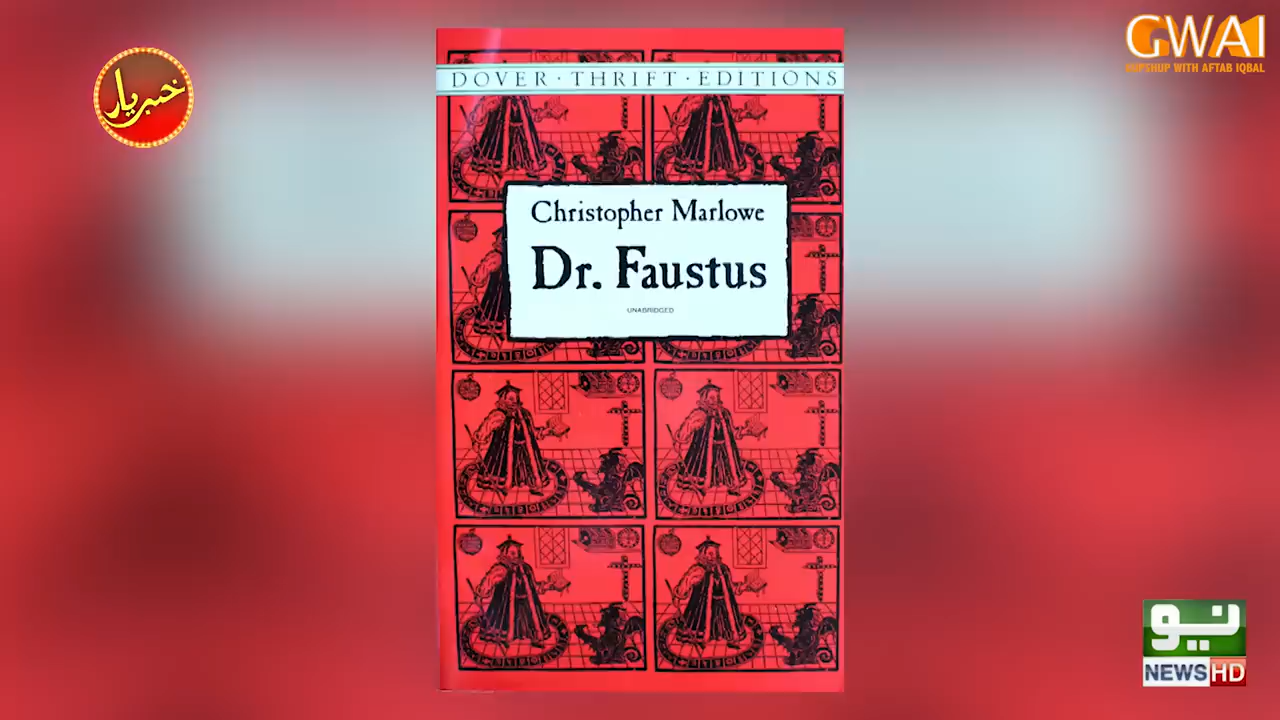 خبریار
GWAI
GUPSHUP WITH AFTAB IQBAL
DOVER · THRIFT · EDITIONS
Christopher Marlowe
Dr. Faustus
UNABRIDGED
نیو
NEWS HD